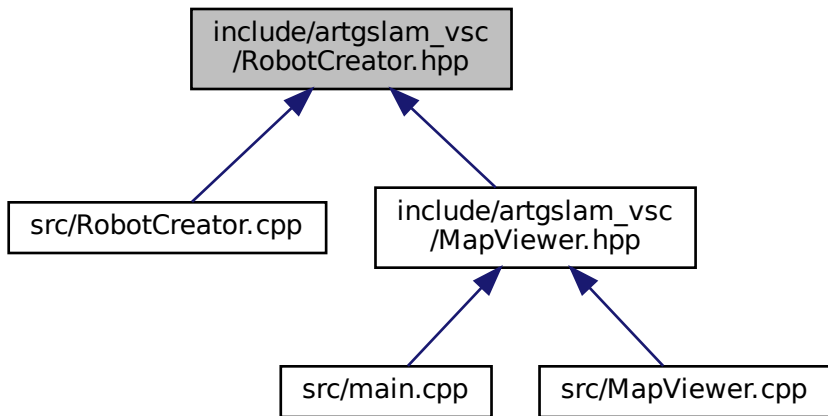 include/artgslam_vsc
/RobotCreator.hpp
src/RobotCreator.cpp
include/artgslam_vsc
/MapViewer.hpp
src/main.cpp
src/MapViewer.cpp